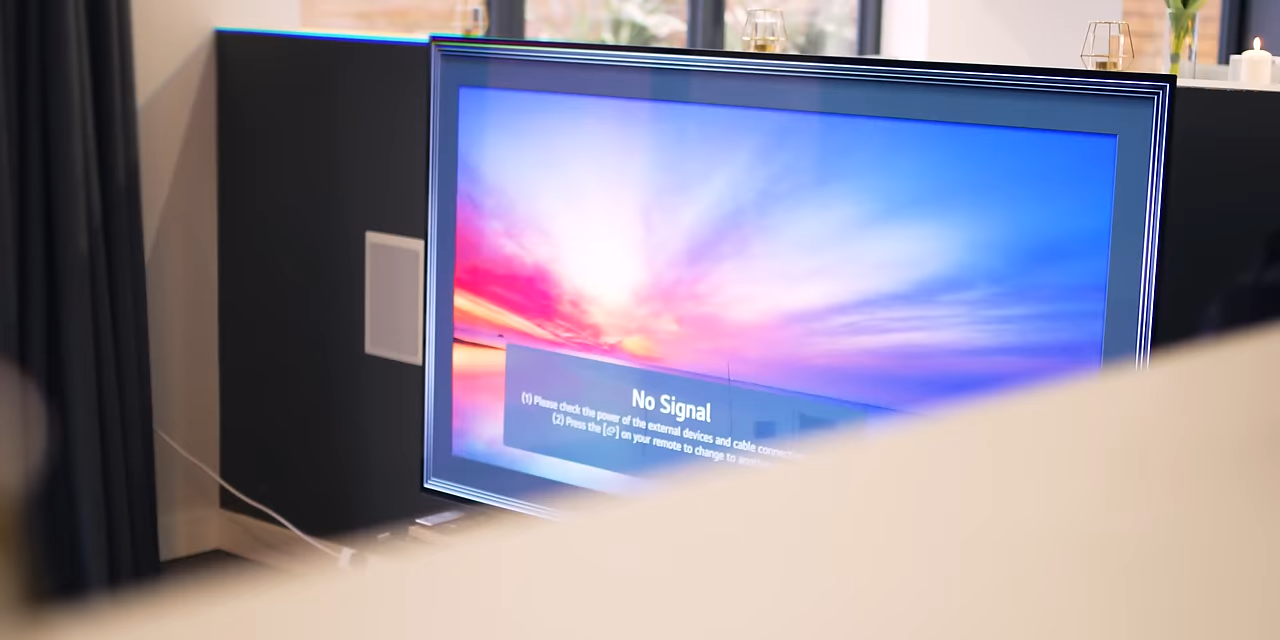 No Signal
(1) Please check the power of the external devices and cable
(2) Press the [] on your remote to change to